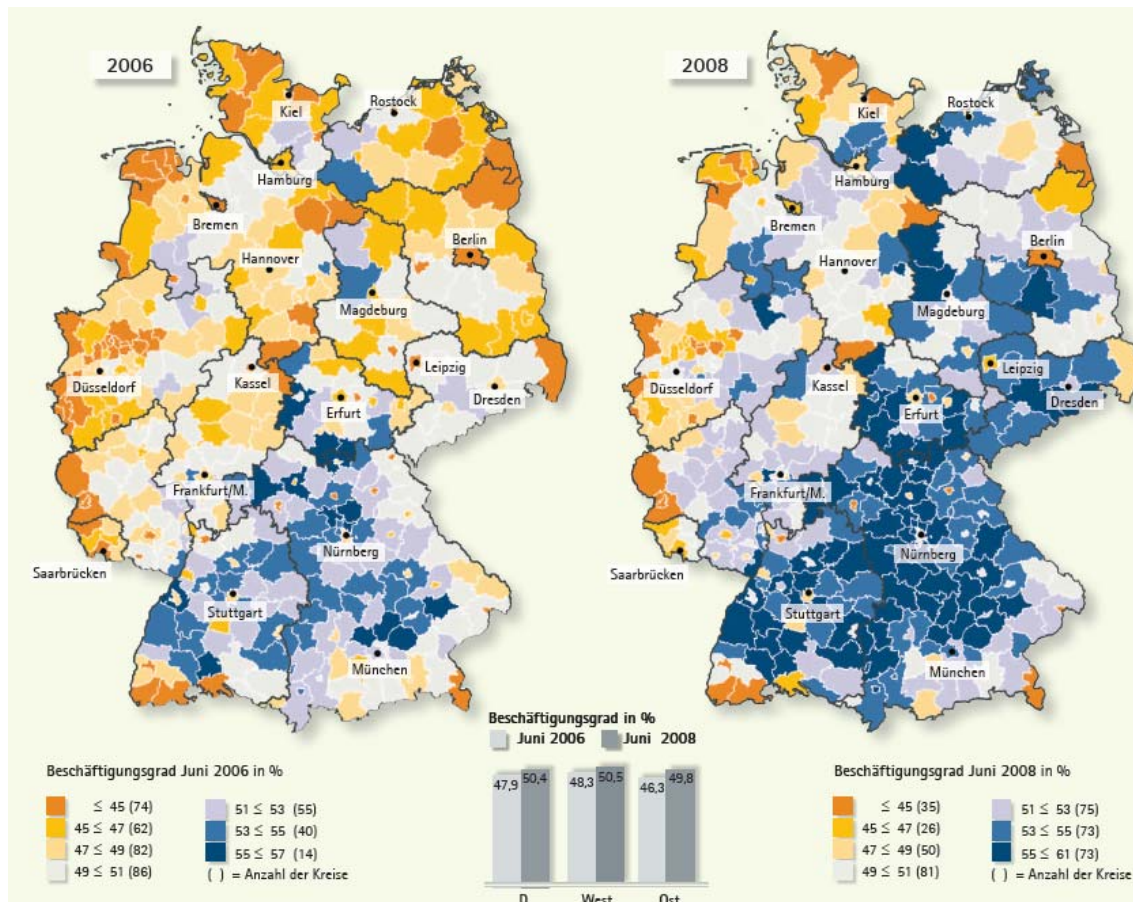 2006
Kiel
Rostock
Hamburg
Bremen
Berlin
Hannover
Magdeburg
Düsseldorf
Kassel
Leipzig
Erfurt
Dresden
Frankfurt/M.
Nürnberg
Saarbrücken
Stuttgart
München
2008
Kiel
Rostock
Hamburg
Bremen
Berlin
Hannover
Magdeburg
Düsseldorf
Kassel
Leipzig
Erfurt
Dresden
Frankfurt/M.
Nürnberg
Saarbrücken
Stuttgart
München
Beschäftigungsgrad Juni 2006 in %
≤ 45 (74)
45 ≤ 47 (62)
47 ≤ 49 (82)
49 ≤ 51 (86)
51 ≤ 53 (55)
53 ≤ 55 (40)
55 ≤ 57 (14)
( ) = Anzahl der Kreise
Beschäftigungsgrad in %
Juni 2006 Juni 2008
47,9 50,4 48,3 50,5 46,3 49,8
D West Ost
Beschäftigungsgrad Juni 2008 in %
≤ 45 (35)
45 ≤ 47 (26)
47 ≤ 49 (50)
49 ≤ 51 (81)
51 ≤ 53 (75)
53 ≤ 55 (73)
55 ≤ 61 (73)
( ) = Anzahl der Kreise